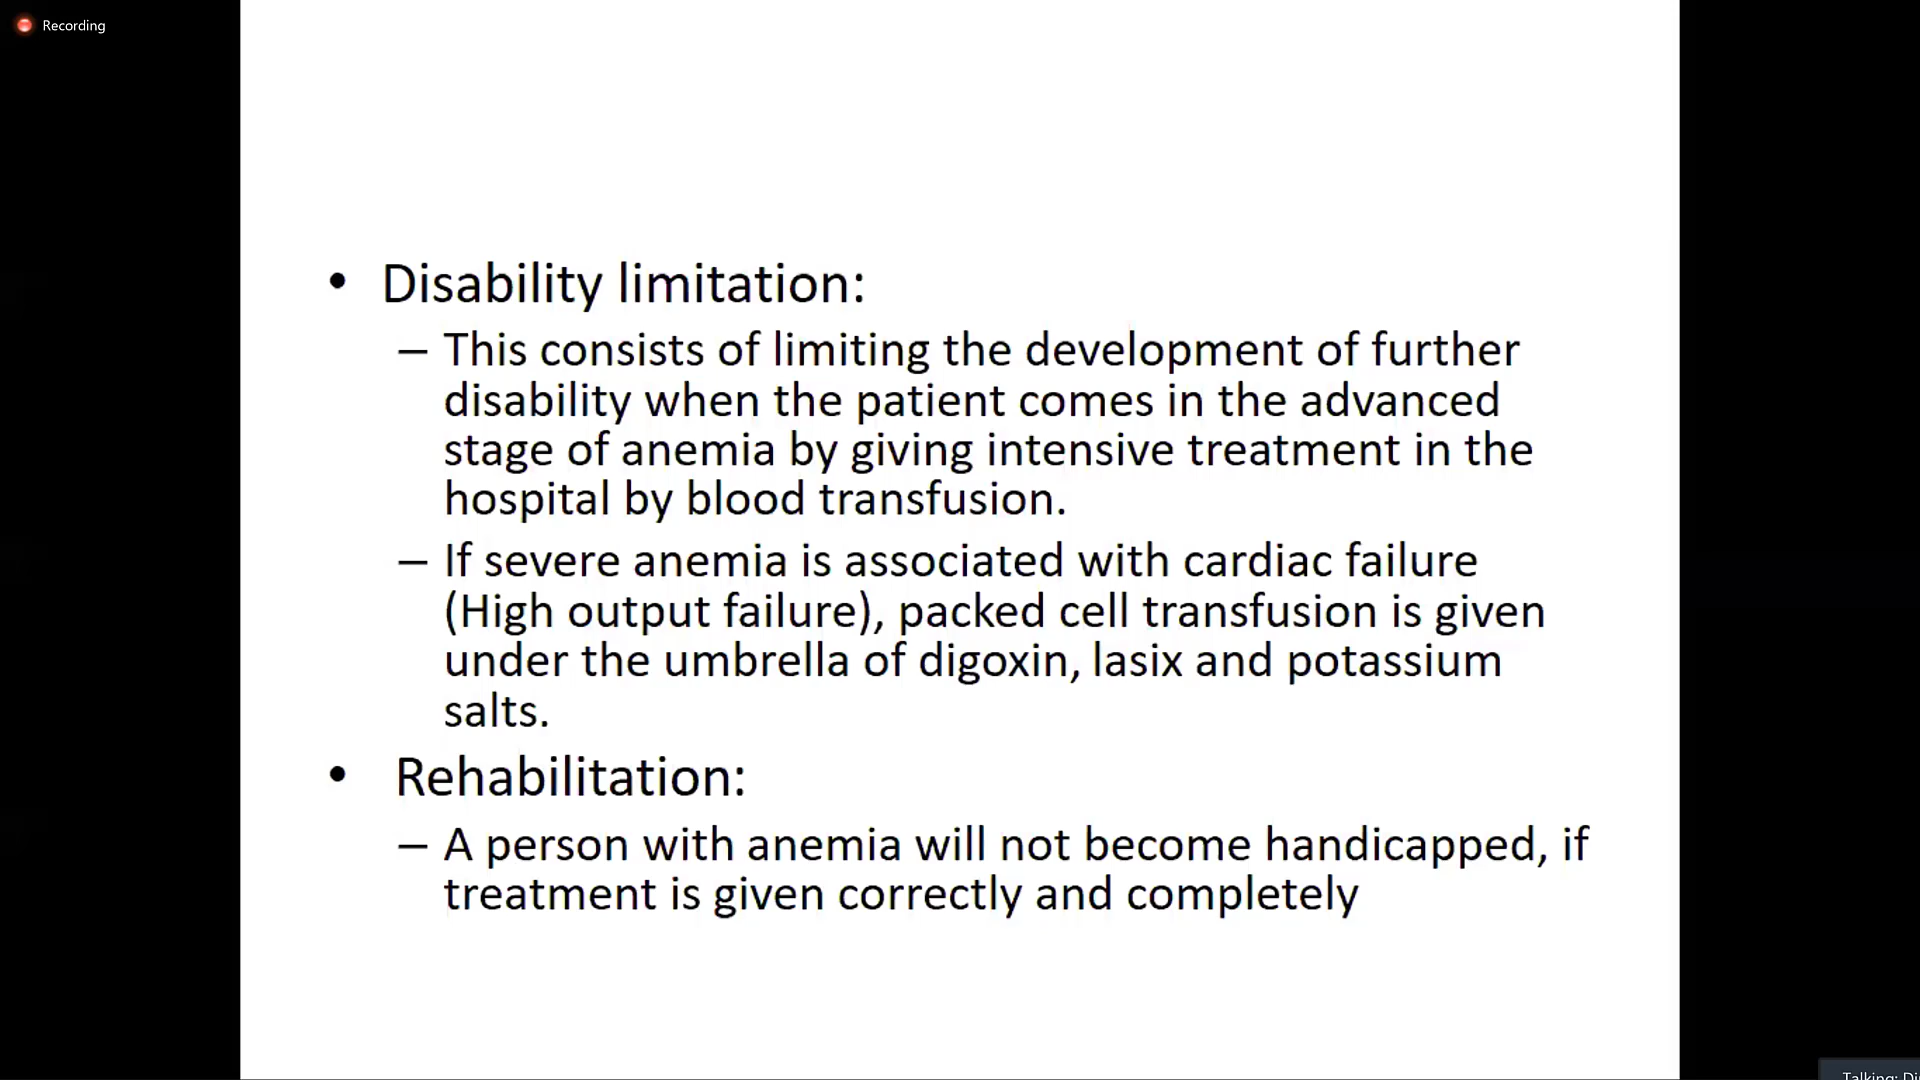 Recording
• Disability limitation:
– This consists of limiting the development of further
disability when the patient comes in the advanced
stage of anemia by giving intensive treatment in the
hospital by blood transfusion.
– If severe anemia is associated with cardiac failure
(High output failure), packed cell transfusion is given
under the umbrella of digoxin, lasix and potassium
salts.
• Rehabilitation:
– A person with anemia will not become handicapped, if
treatment is given correctly and completely
Talking: